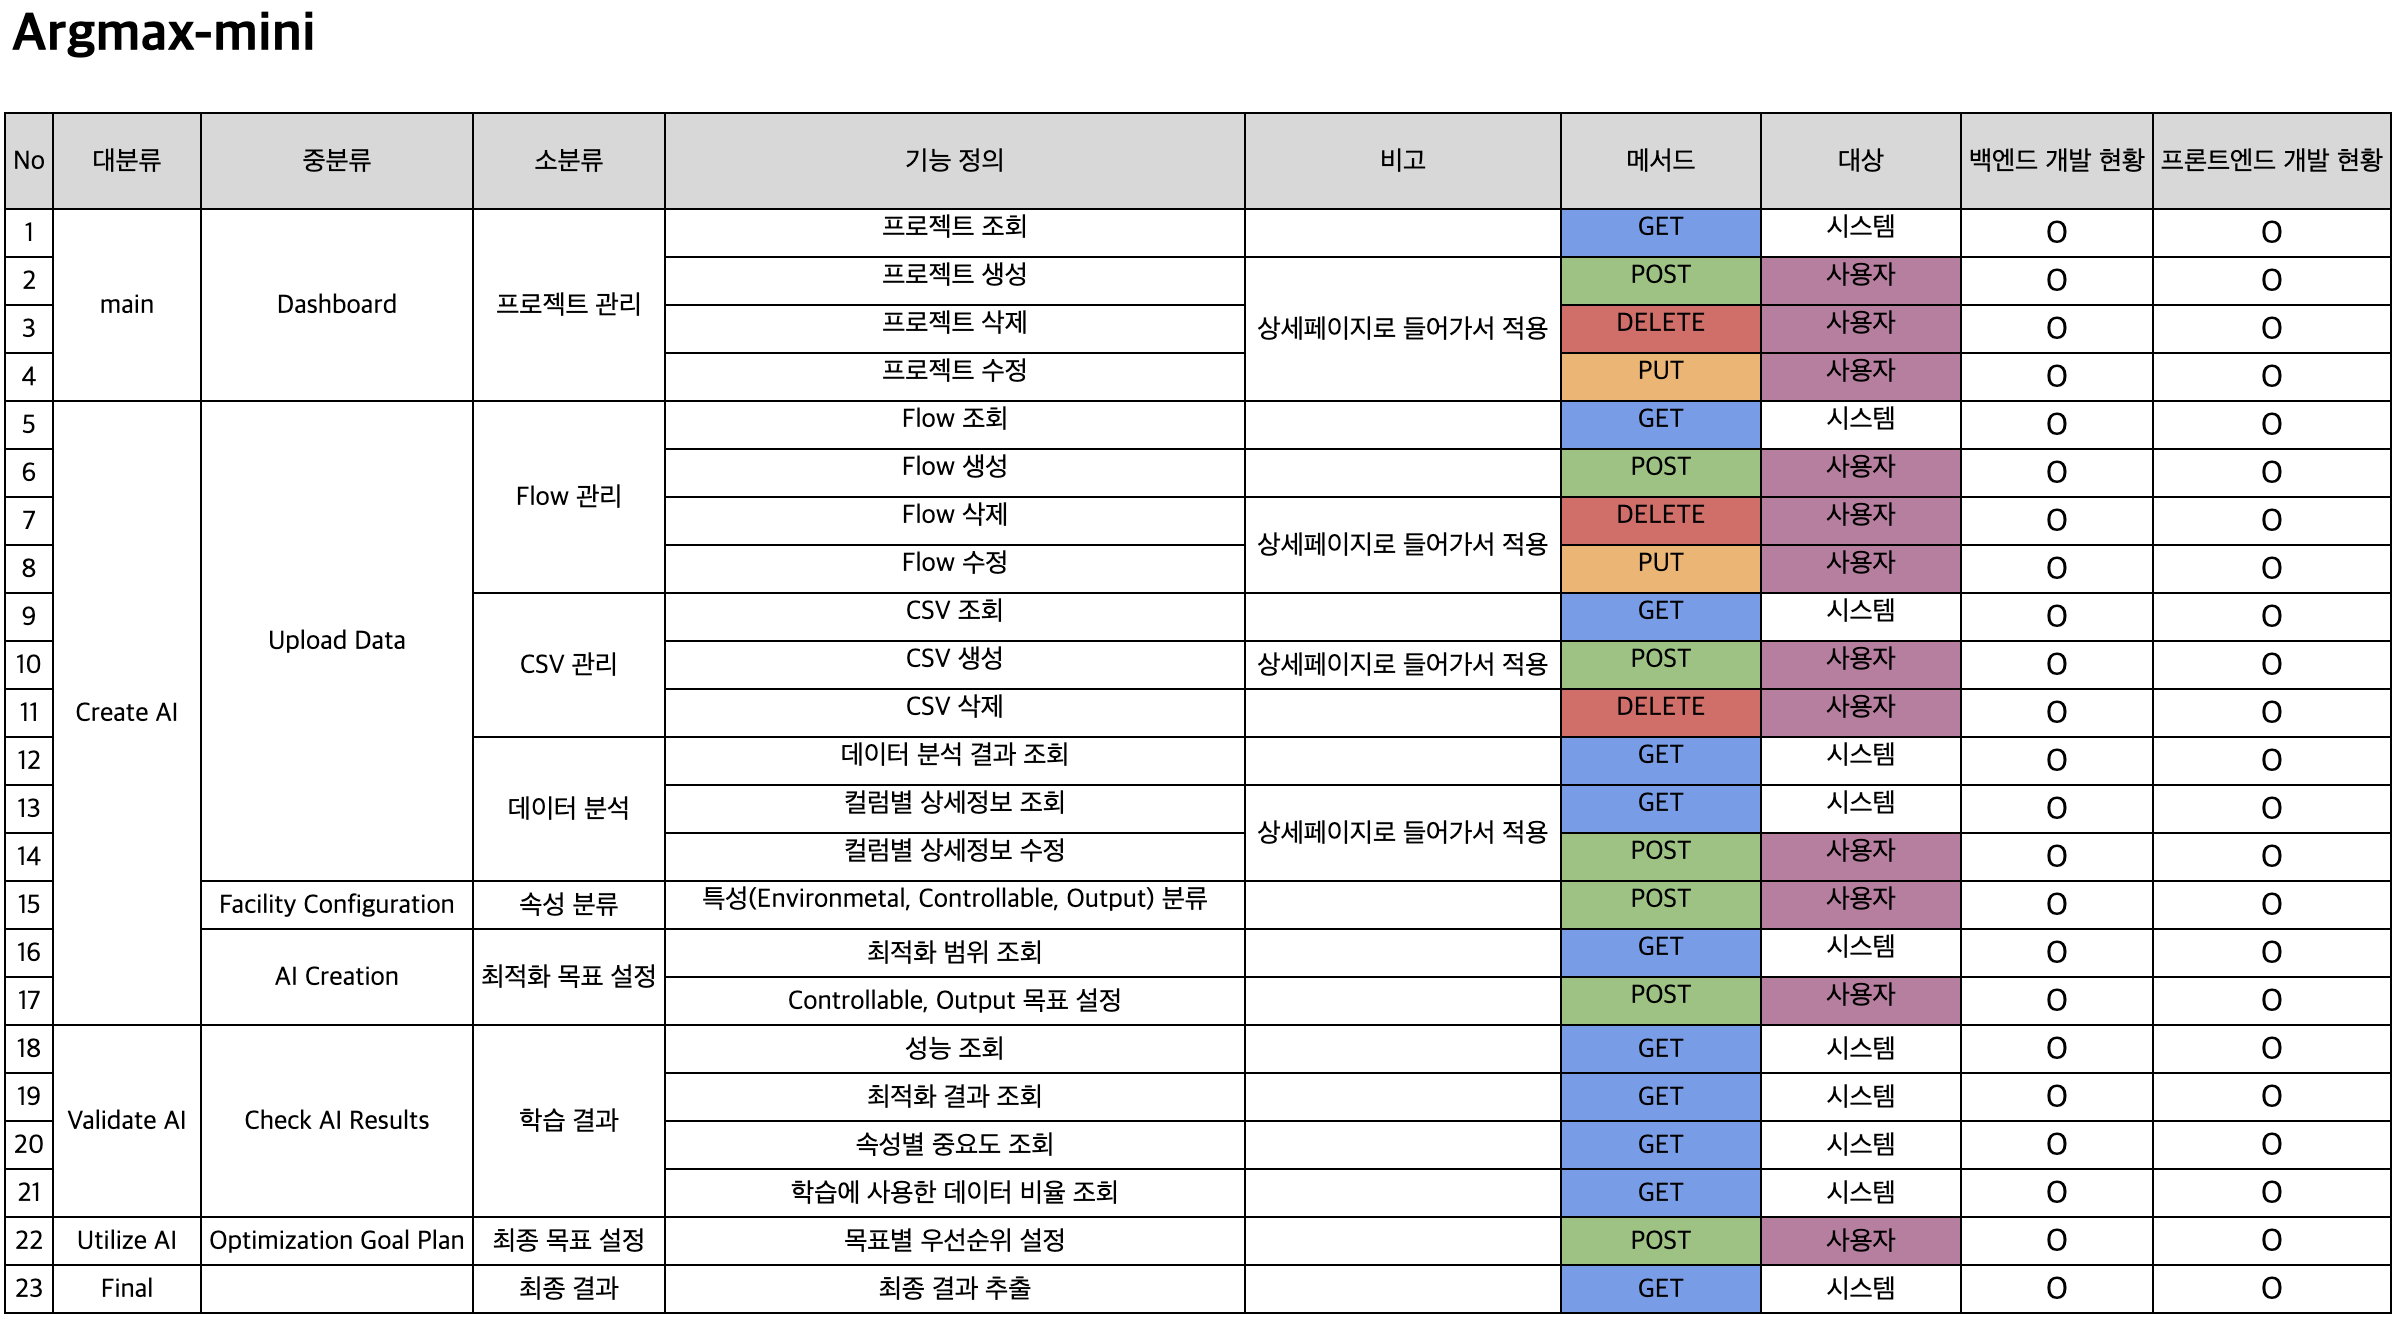 Argmax-mini
No 대분류 중분류 소분류 기능 정의 비고 메서드 대상 백엔드 개발 현황 프론트엔드 개발 현황
1 main Dashboard 프로젝트 관리 프로젝트 조회 GET 시스템 O O
2 프로젝트 생성 상세페이지로 들어가서 적용 POST 사용자 O O
3 프로젝트 삭제 DELETE 사용자 O O
4 프로젝트 수정 PUT 사용자 O O
5 Create AI Upload Data Flow 관리 Flow 조회 GET 시스템 O O
6 Flow 생성 POST 사용자 O O
7 Flow 삭제 상세페이지로 들어가서 적용 DELETE 사용자 O O
8 Flow 수정 PUT 사용자 O O
9 CSV 관리 CSV 조회 GET 시스템 O O
10 CSV 생성 상세페이지로 들어가서 적용 POST 사용자 O O
11 CSV 삭제 DELETE 사용자 O O
12 데이터 분석 데이터 분석 결과 조회 GET 시스템 O O
13 컬럼별 상세정보 조회 상세페이지로 들어가서 적용 GET 시스템 O O
14 컬럼별 상세정보 수정 POST 사용자 O O
15 Facility Configuration 속성 분류 특성(Environmetal, Controllable, Output) 분류 POST 사용자 O O
16 AI Creation 최적화 목표 설정 최적화 범위 조회 GET 시스템 O O
17 Controllable, Output 목표 설정 POST 사용자 O O
18 Validate AI Check AI Results 학습 결과 성능 조회 GET 시스템 O O
19 최적화 결과 조회 GET 시스템 O O
20 속성별 중요도 조회 GET 시스템 O O
21 학습에 사용한 데이터 비율 조회 GET 시스템 O O
22 Utilize AI Optimization Goal Plan 최종 목표 설정 목표별 우선순위 설정 POST 사용자 O O
23 Final 최종 결과 최종 결과 추출 GET 시스템 O O